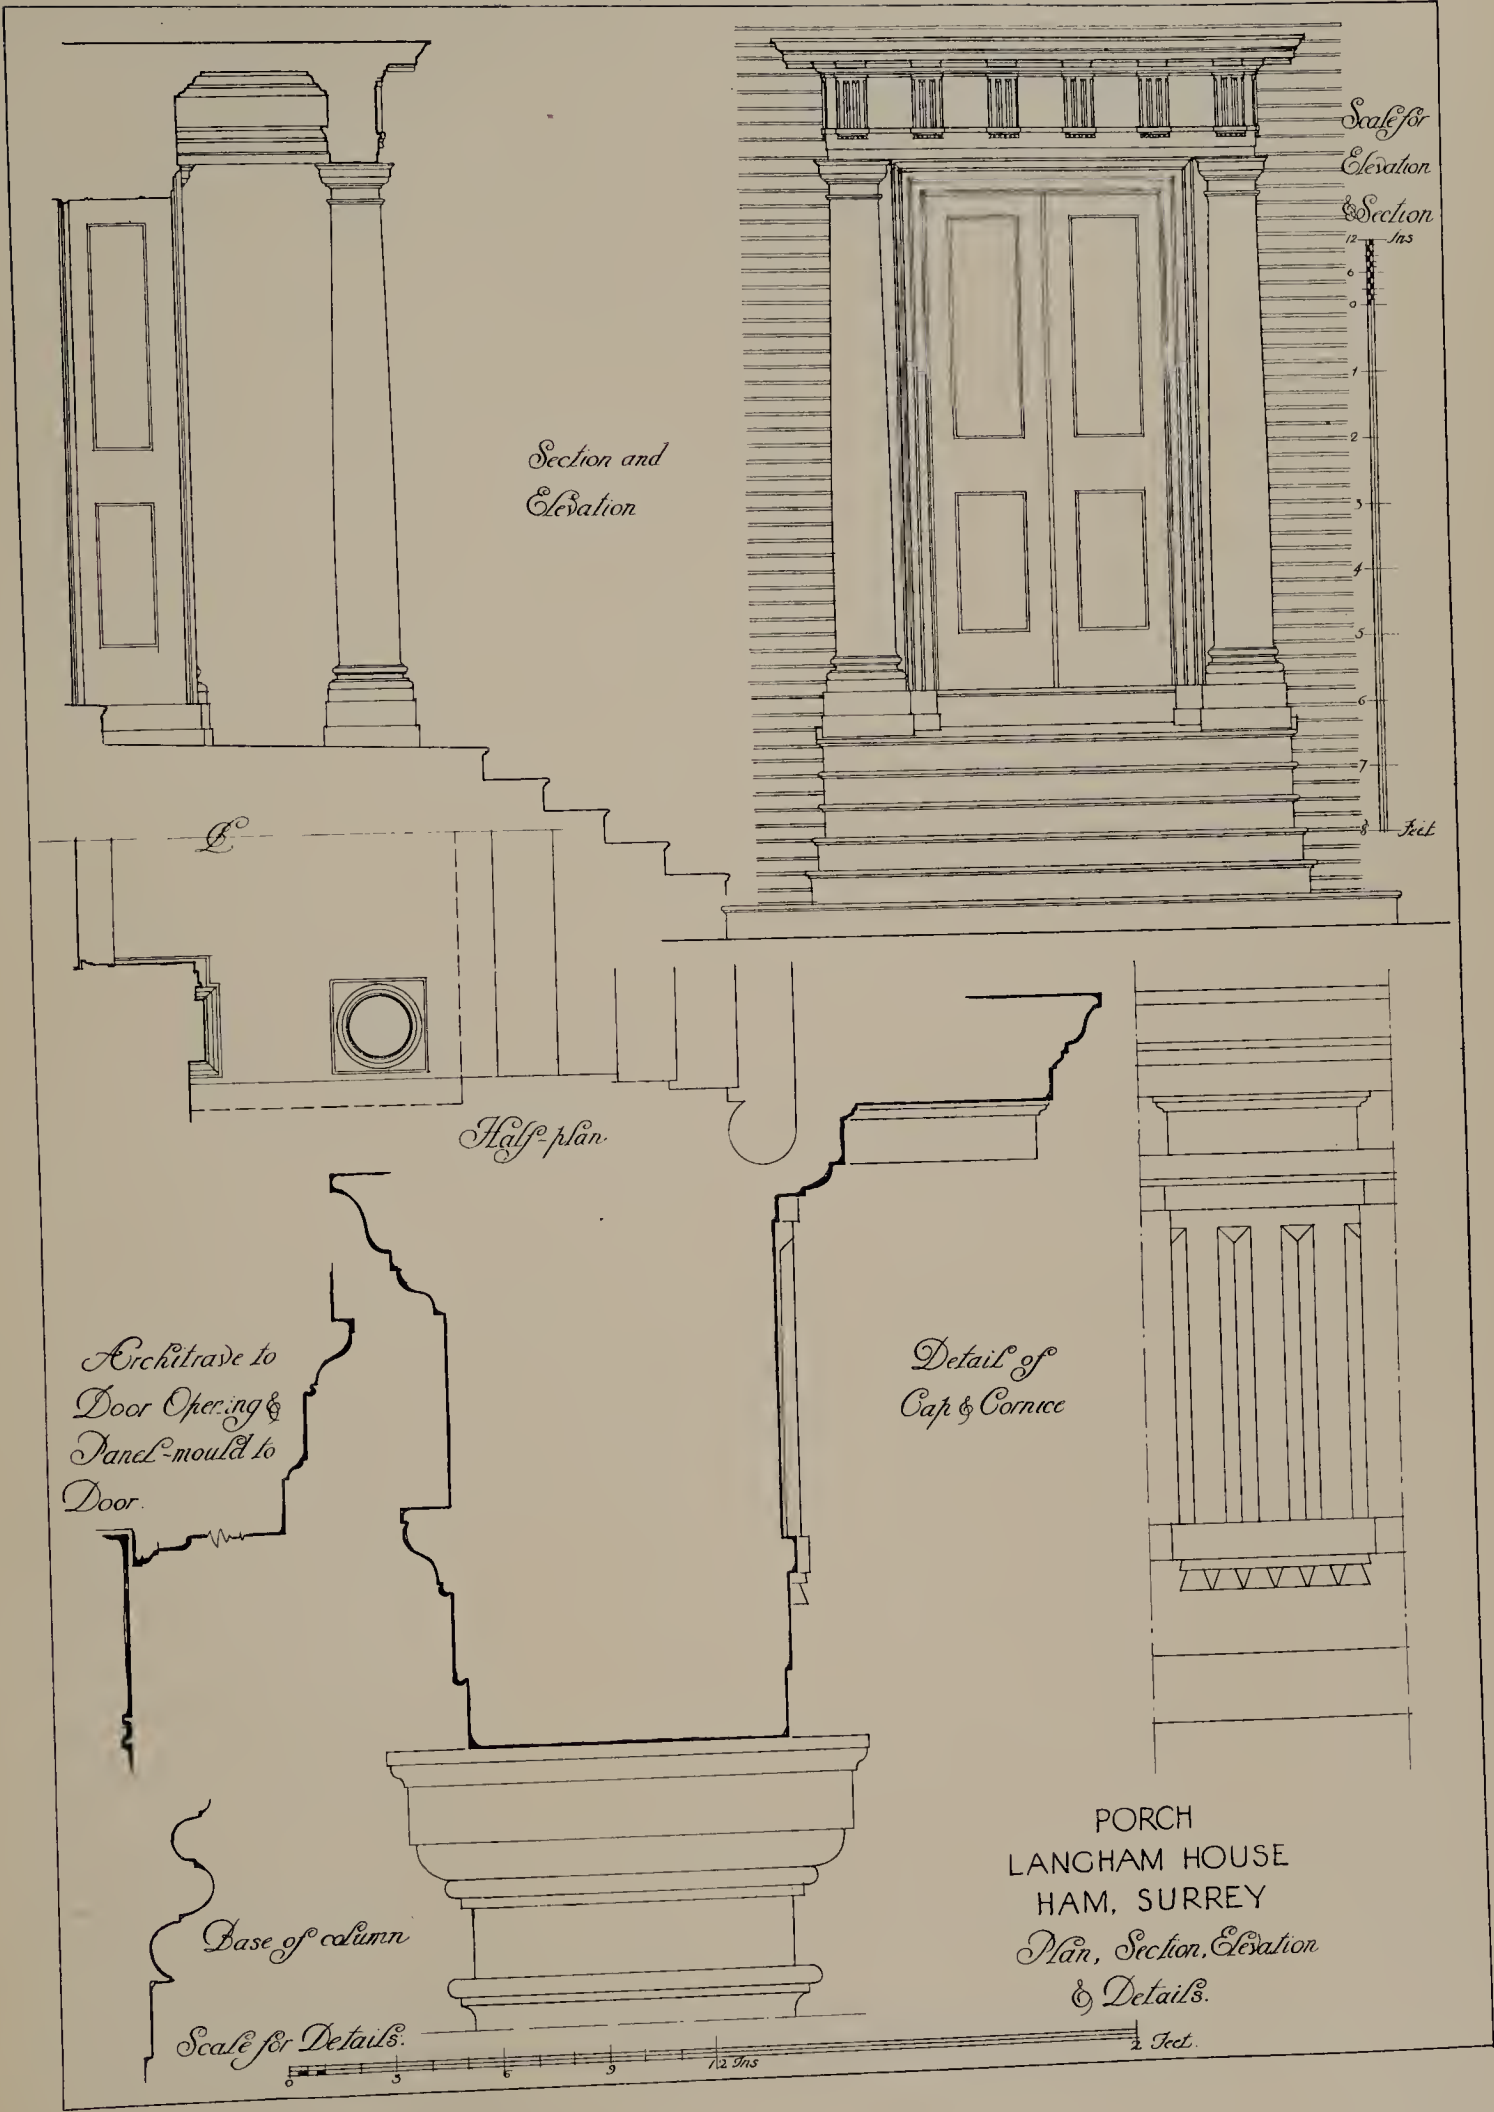 Scale for
Elevation
& Section
12 Ins
6
0
1
2
3
4
5
6
7
8 Feet
Section and
Elevation
CL
Half-plan.
Architrave to
Door Opening &
Panel-mould to
Door.
Detail of
Cap & Cornice
Base of column
PORCH
LANGHAM HOUSE
HAM, SURREY
Plan, Section, Elevation
& Details.
Scale for Details.
0 3 6 9 12 Ins 2 Feet.